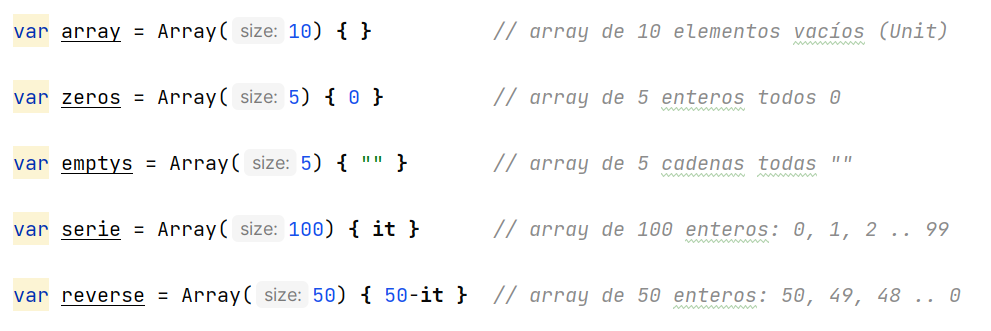 var array = Array( size: 10) { } // array de 10 elementos vacíos (Unit)
var zeros = Array( size: 5) { 0 } // array de 5 enteros todos 0
var emptys = Array( size: 5) { "" } // array de 5 cadenas todas ""
var serie = Array( size: 100) { it } // array de 100 enteros: 0, 1, 2 .. 99
var reverse = Array( size: 50) { 50-it } // array de 50 enteros: 50, 49, 48 .. 0